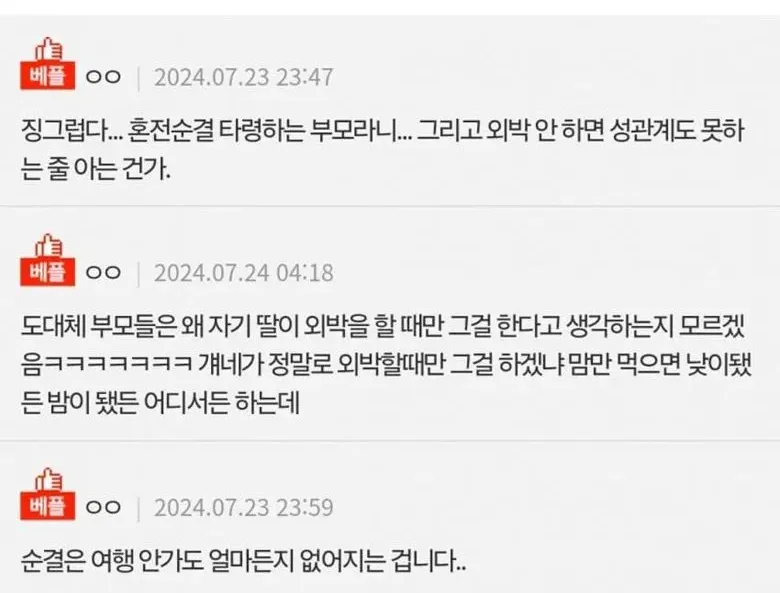 베플 ㅇㅇ | 2024.07.23 23:47
징그럽다... 혼전순결 타령하는 부모라니... 그리고 외박 안 하면 성관계도 못하
는 줄 아는 건가.
베플 ㅇㅇ | 2024.07.24 04:18
도대체 부모들은 왜 자기 딸이 외박을 할 때만 그걸 한다고 생각하는지 모르겠
음ㅋㅋㅋㅋㅋㅋㅋ 걔네가 정말로 외박할때만 그걸 하겠냐 맘만 먹으면 낮이됐
든 밤이 됐든 어디서든 하는데
베플 ㅇㅇ | 2024.07.23 23:59
순결은 여행 안가도 얼마든지 없어지는 겁니다..